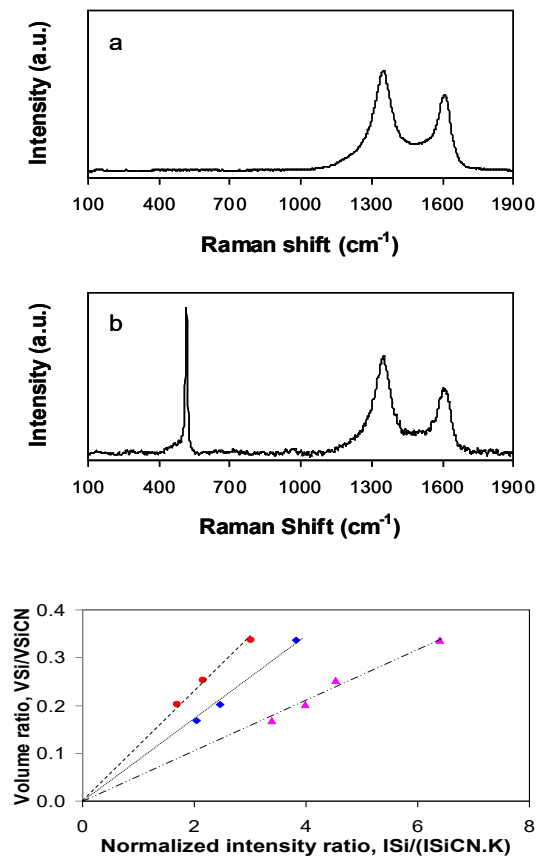 a
Intensity (a.u.)
100 400 700 1000 1300 1600 1900
Raman shift (cm-1)
b
Intensity (a.u.)
100 400 700 1000 1300 1600 1900
Raman Shift (cm-1)
Volume ratio, VSi/VSiCN
0.4
0.3
0.2
0.1
0.0
0 2 4 6 8
Normalized intensity ratio, ISi/(ISiCN.K)